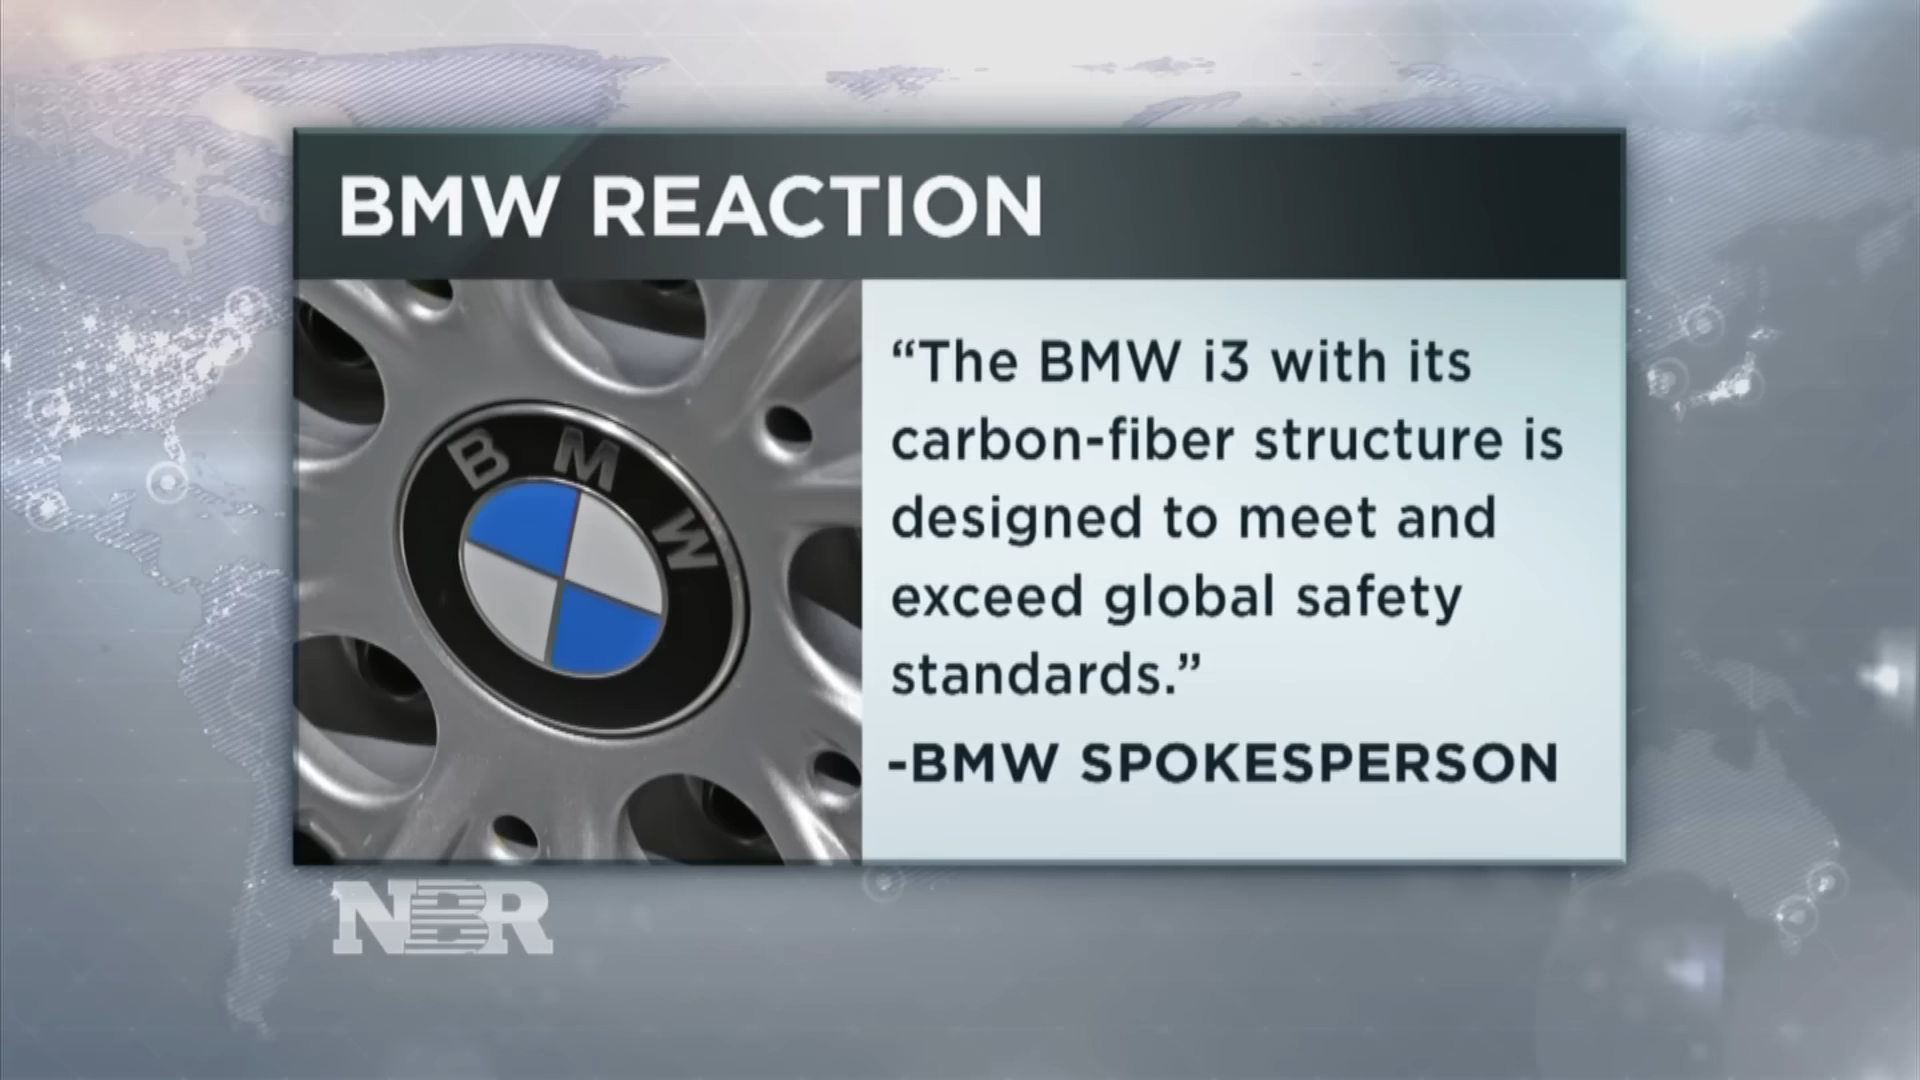 BMW REACTION
BMW
“The BMW i3 with its
carbon-fiber structure is
designed to meet and
exceed global safety
standards.”
-BMW SPOKESPERSON
NBR